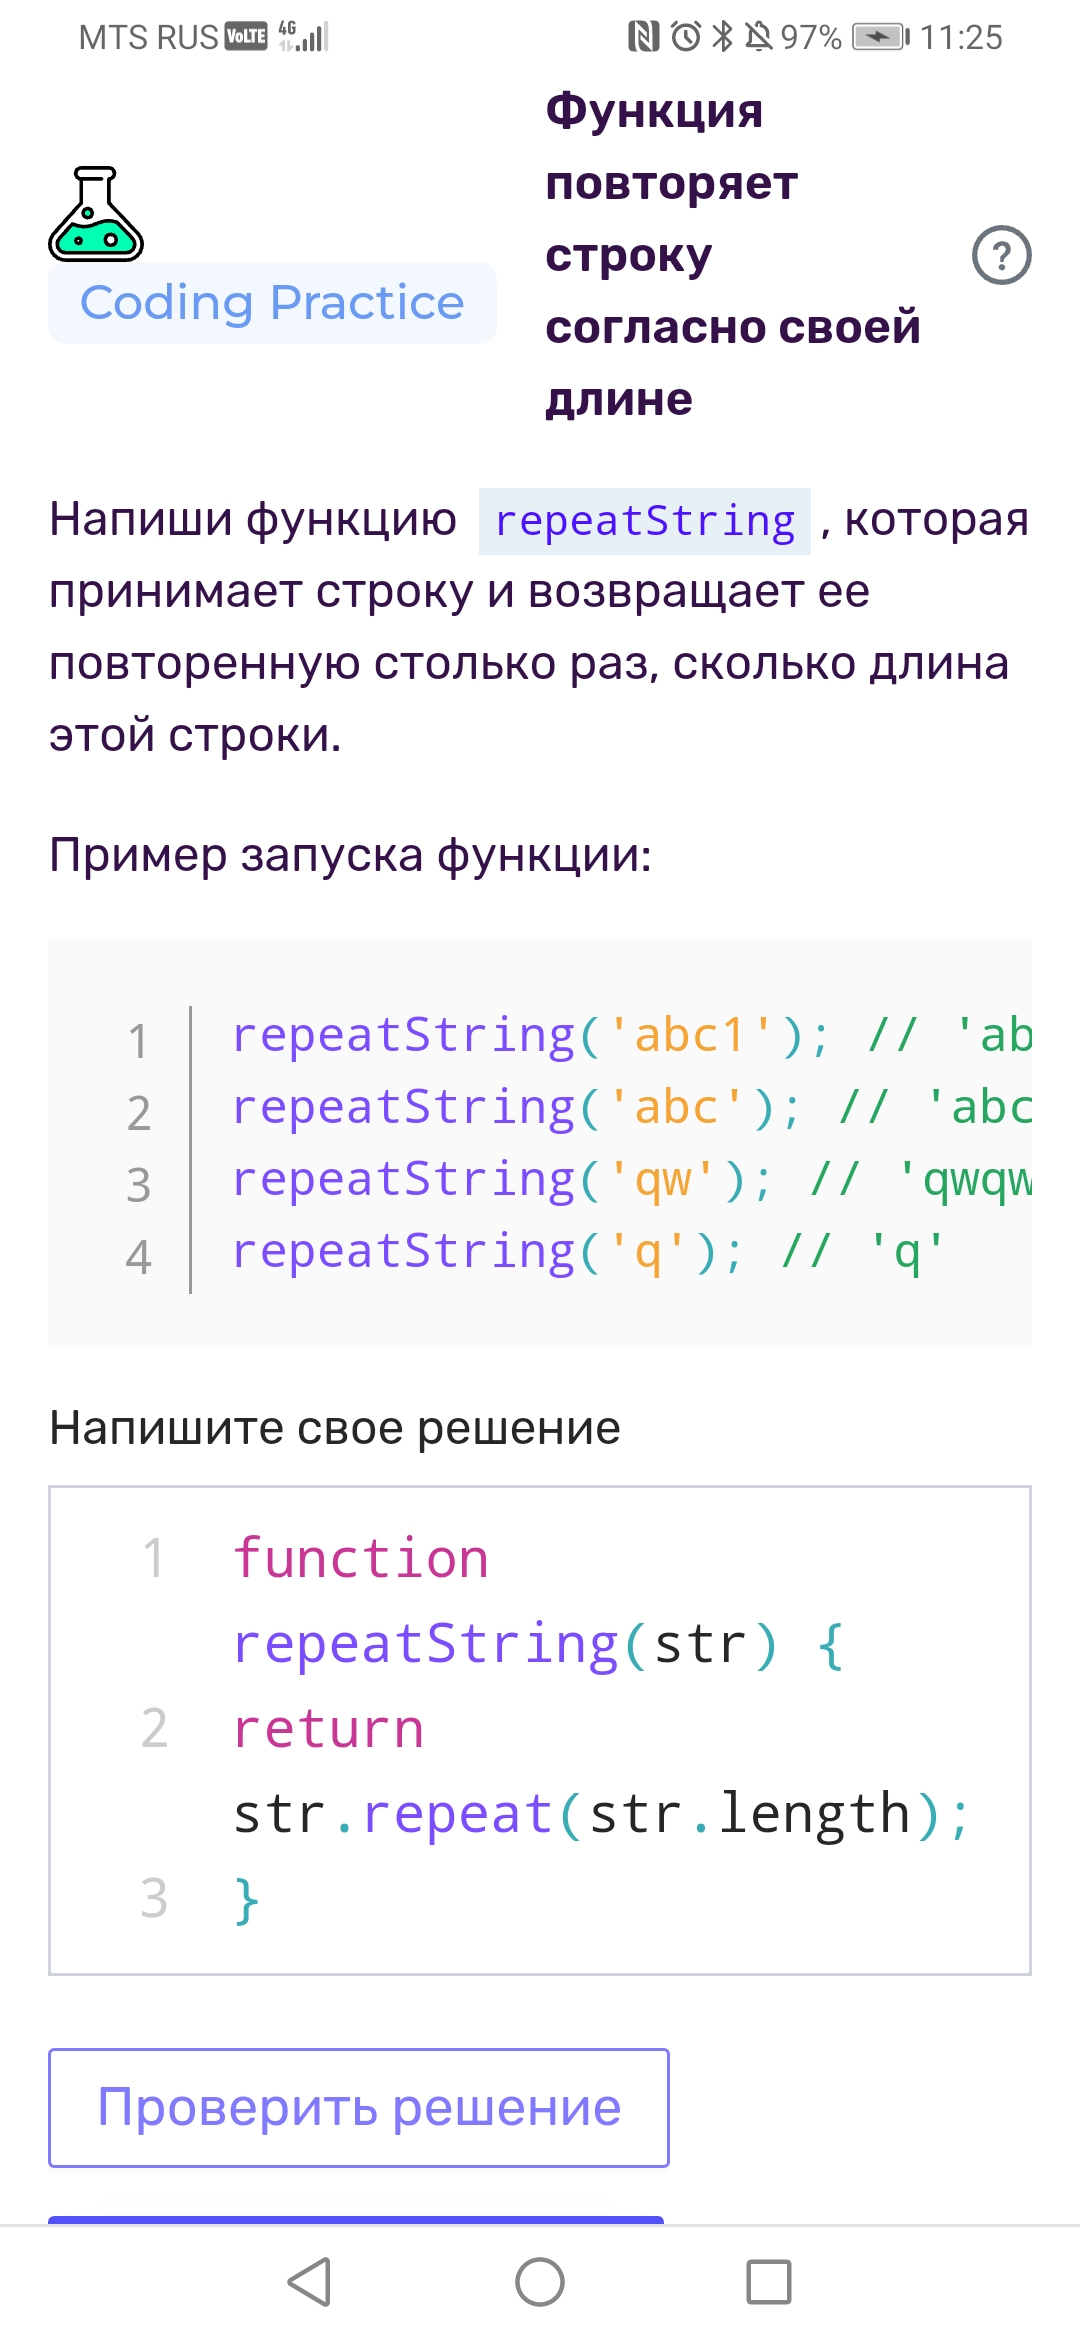 MTS RUS VoLTE 4G 97% 11:25
Функция
повторяет
строку
согласно своей
длине
Coding Practice
?
Напиши функцию repeatString , которая
принимает строку и возвращает ее
повторенную столько раз, сколько длина
этой строки.
Пример запуска функции:
1 repeatString('abc1'); // 'ab
2 repeatString('abc'); // 'abc
3 repeatString('qw'); // 'qwqw
4 repeatString('q'); // 'q'
Напишите свое решение
1 function
repeatString(str) {
2 return
str.repeat(str.length);
3 }
Проверить решение